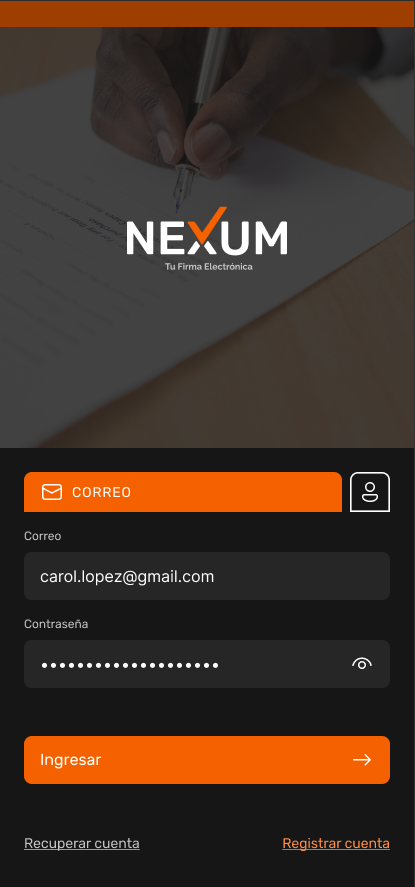 NEXUM
Tu Firma Electrónica
CORREO
Correo
carol.lopez@gmail.com
Contraseña
••••••••••••••••••••
Ingresar
Recuperar cuenta
Registrar cuenta